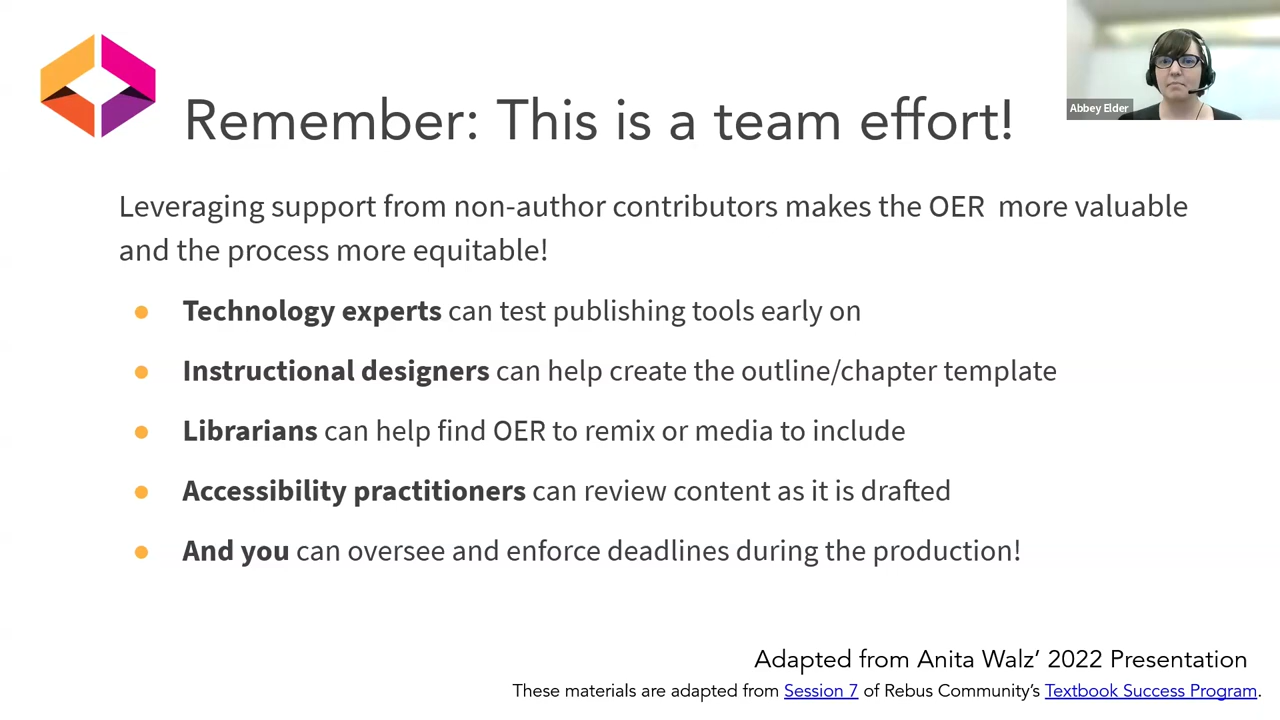 Abbey Elder
Remember: This is a team effort!
Leveraging support from non-author contributors makes the OER  more valuable
and the process more equitable!
● Technology experts can test publishing tools early on
● Instructional designers can help create the outline/chapter template
● Librarians can help find OER to remix or media to include
● Accessibility practitioners can review content as it is drafted
● And you can oversee and enforce deadlines during the production!
Adapted from Anita Walz’ 2022 Presentation
These materials are adapted from Session 7 of Rebus Community’s Textbook Success Program.